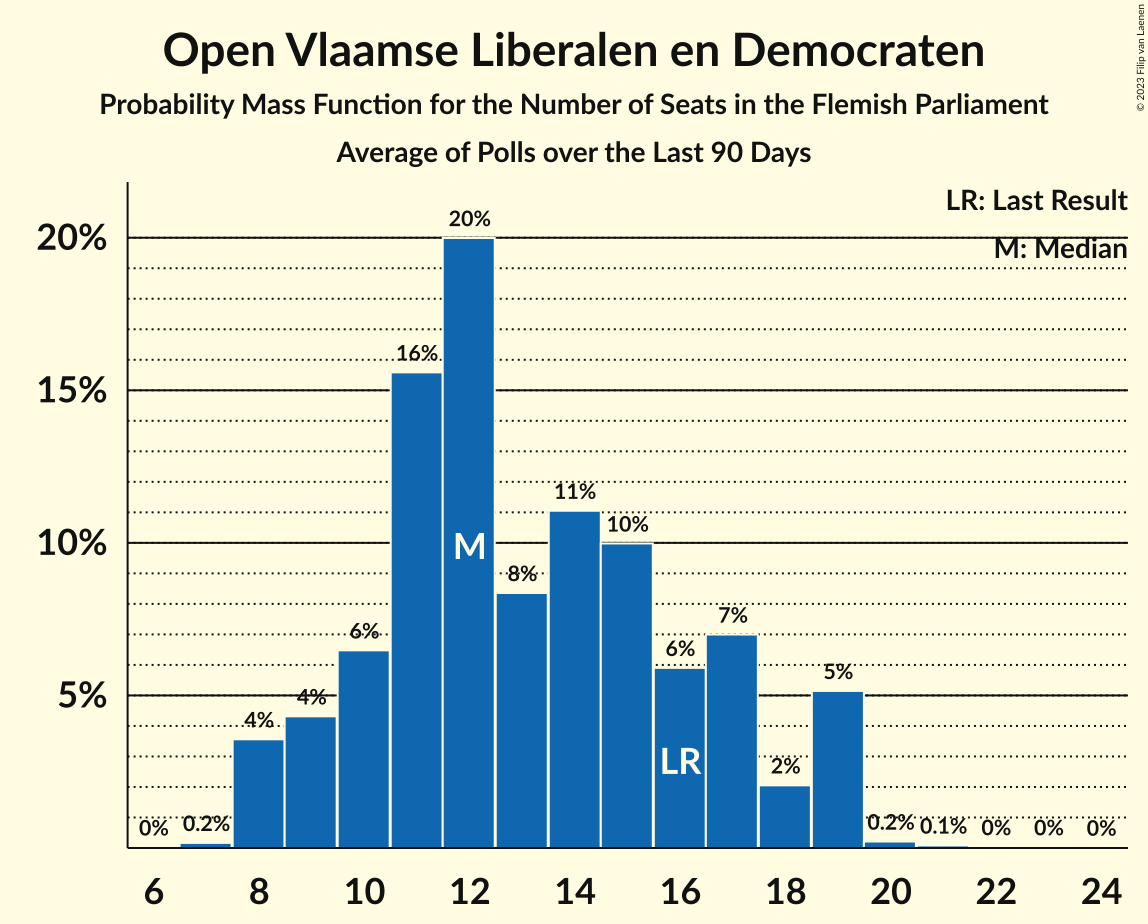 Open Vlaamse Liberalen en Democraten
Probability Mass Function for the Number of Seats in the Flemish Parliament
Average of Polls over the Last 90 Days
© 2023 Filip van Laenen
LR: Last Result
M: Median
20%
15%
10%
5%
0%
0.2%
4%
4%
6%
16%
20%
8%
11%
10%
6%
7%
2%
5%
0.2%
0.1%
0%
0%
0%
M
LR
6 8 10 12 14 16 18 20 22 24